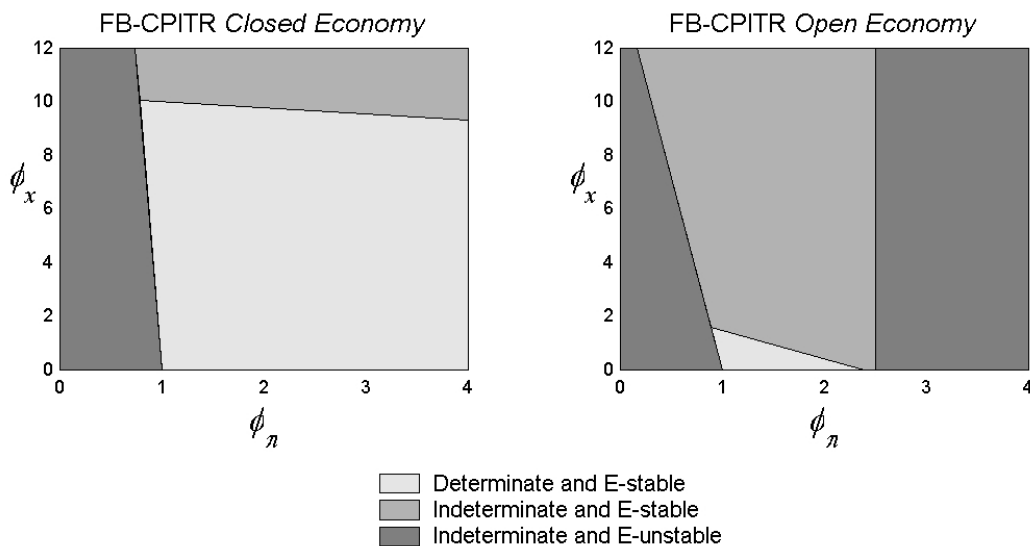 FB-CPITR Closed Economy
12
10
8
6
4
2
0
ϕx
0 1 2 3 4
ϕπ
FB-CPITR Open Economy
12
10
8
6
4
2
0
ϕx
0 1 2 3 4
ϕπ
Determinate and E-stable
Indeterminate and E-stable
Indeterminate and E-unstable